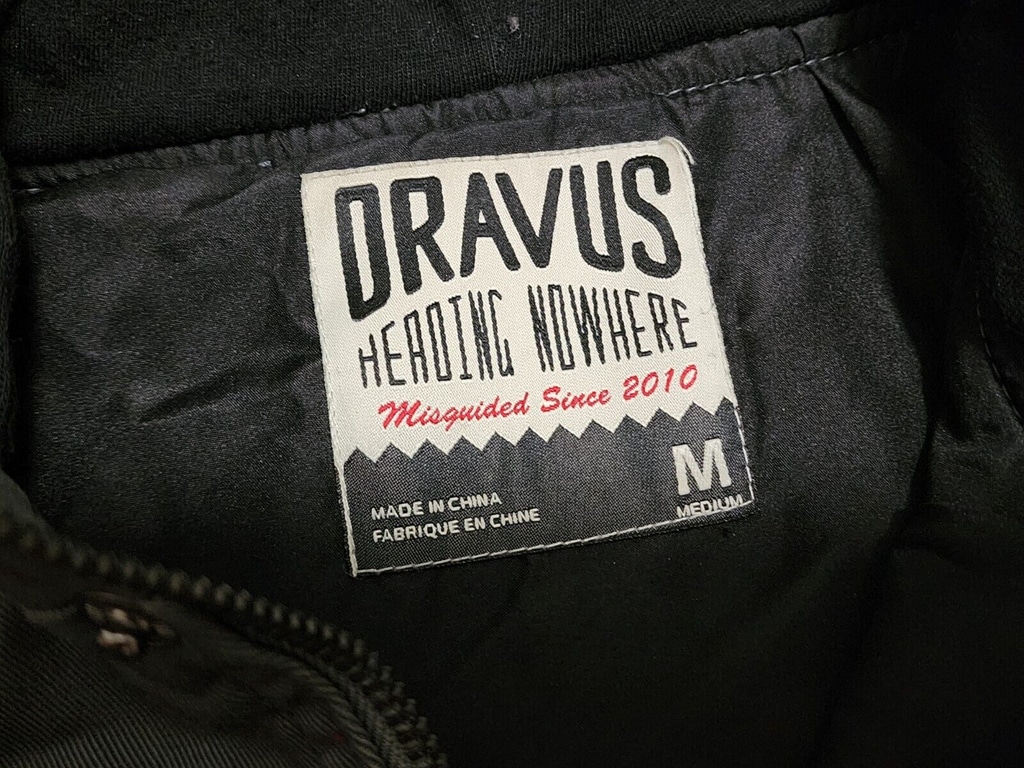 DRAVUS
HEADING NOWHERE
Misguided Since 2010
M
MEDIUM
MADE IN CHINA
FABRIQUE EN CHINE